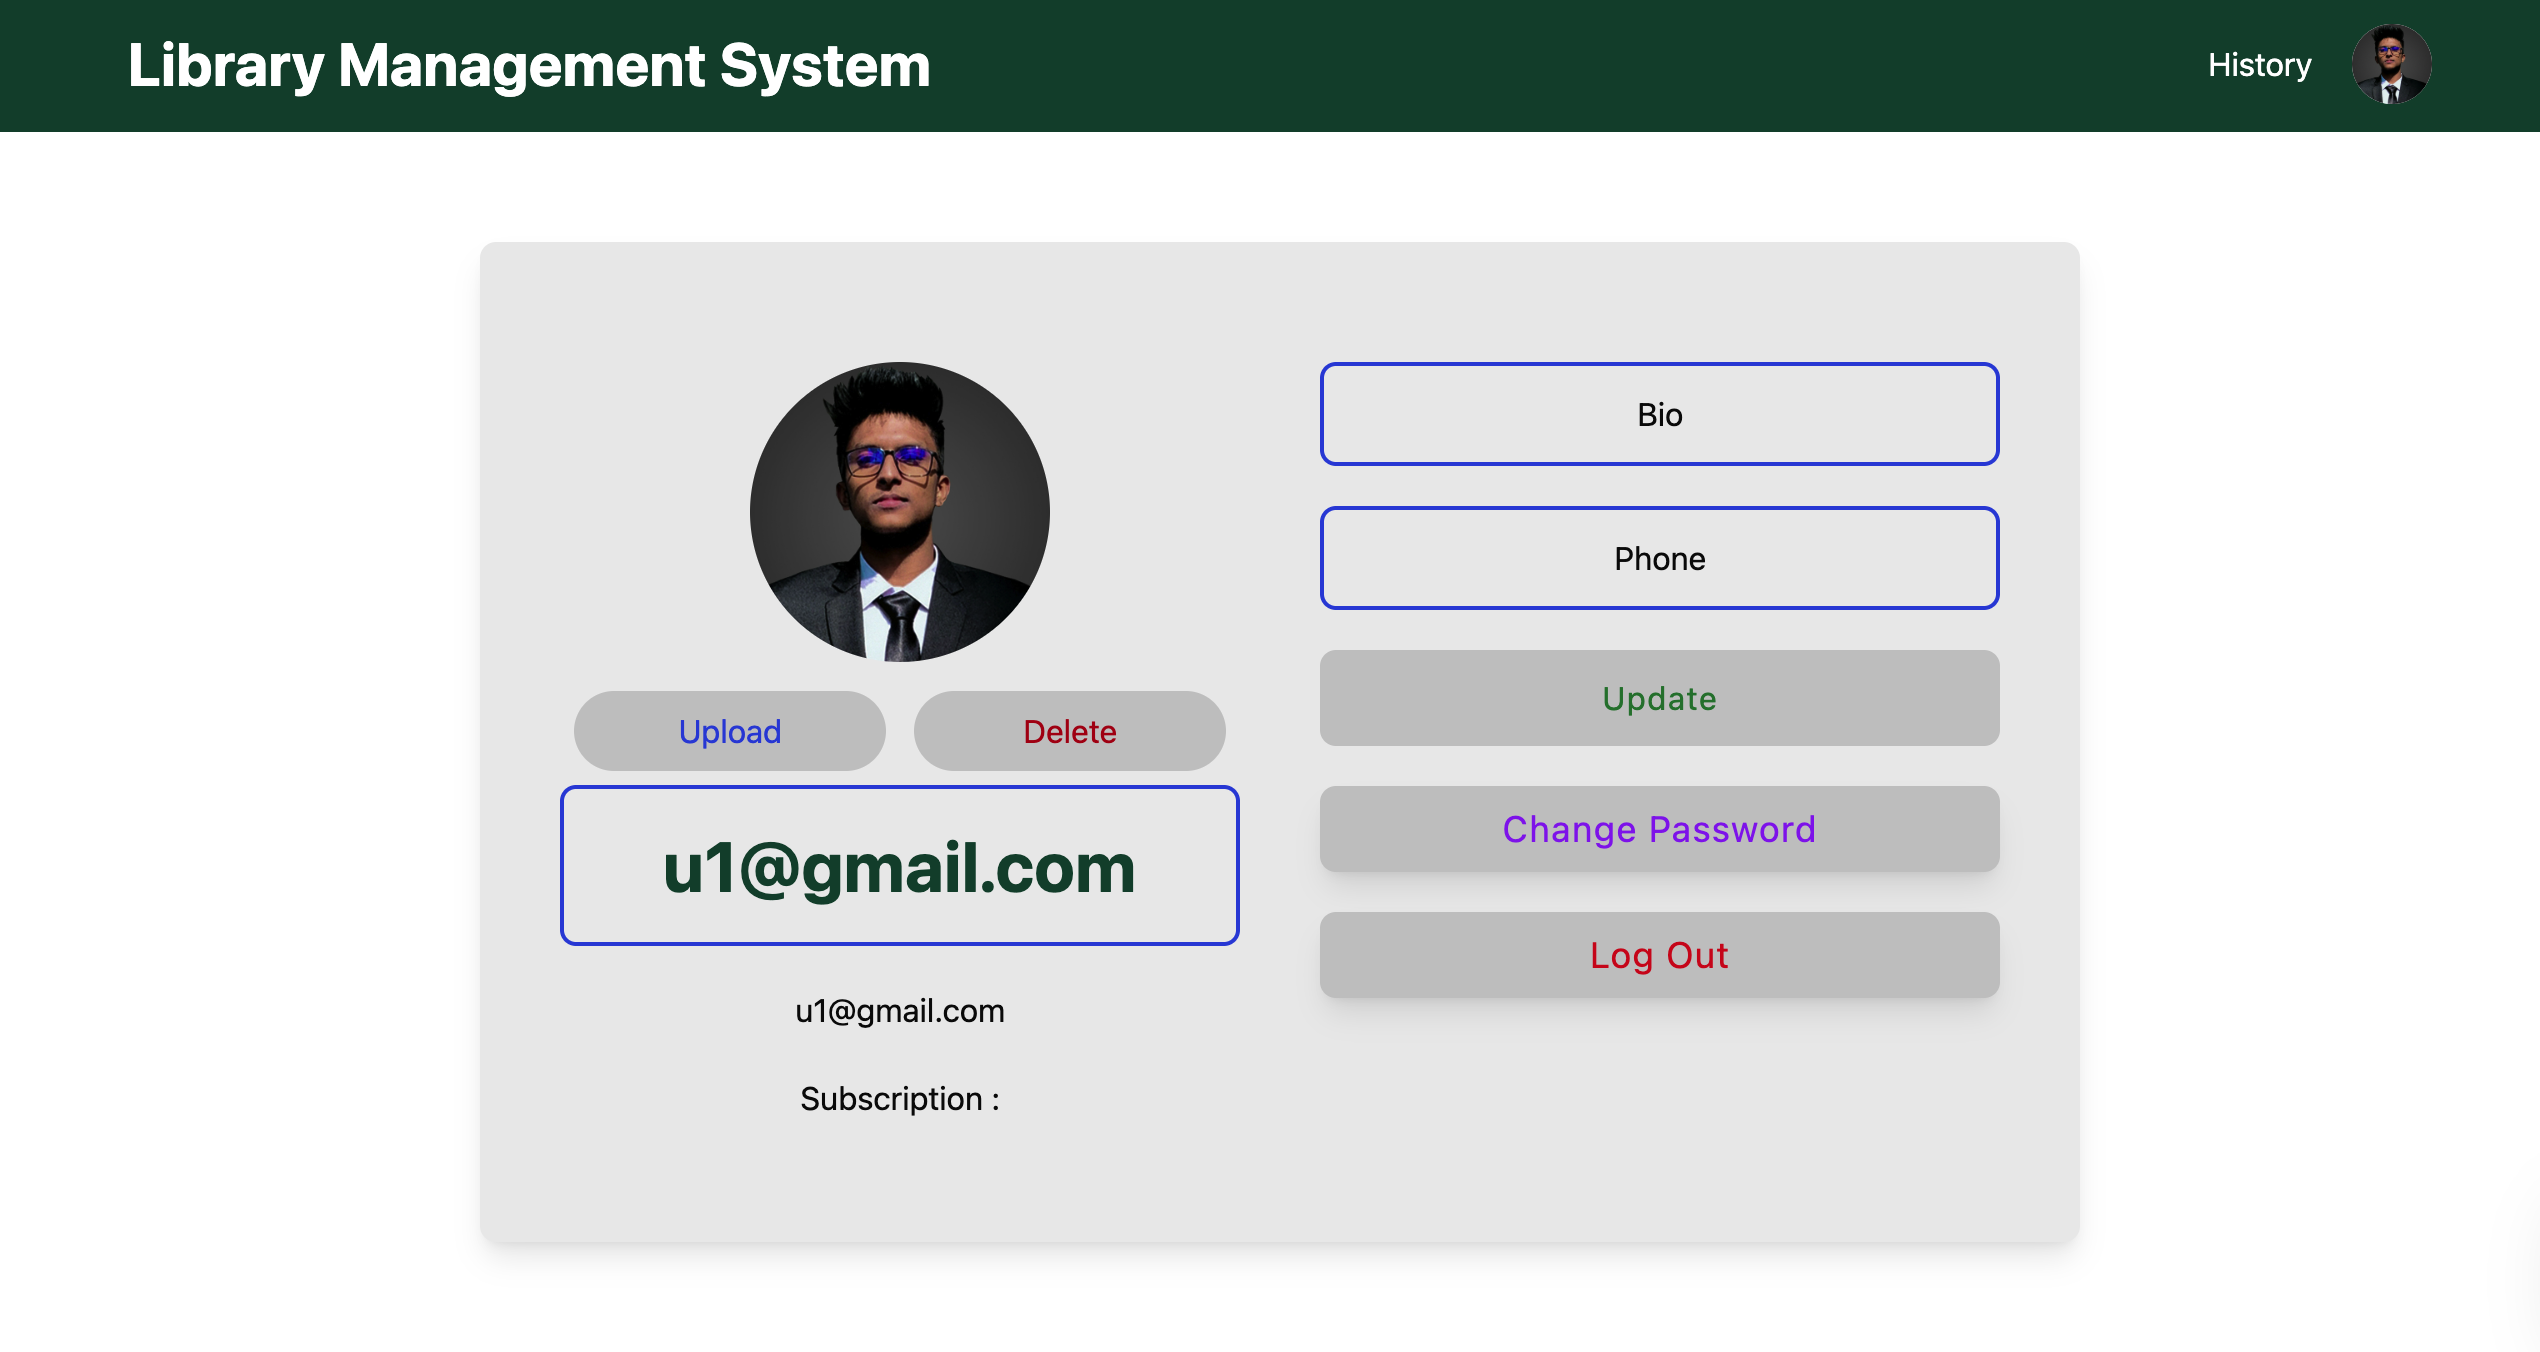 Library Management System
History
Upload
Delete
u1@gmail.com
u1@gmail.com
Subscription :
Bio
Phone
Update
Change Password
Log Out